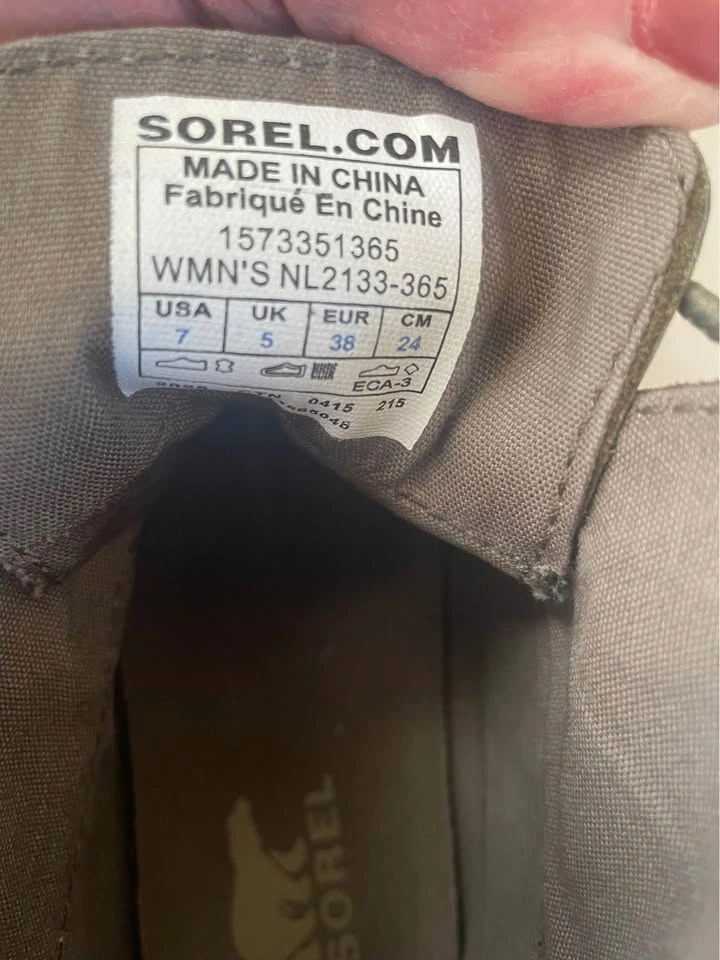 SOREL.COM
MADE IN CHINA
Fabriqué En Chine
1573351365
WMN'S NL2133-365
USA UK EUR CM
7 5 38 24
ECA-3
0415 215
SOREL